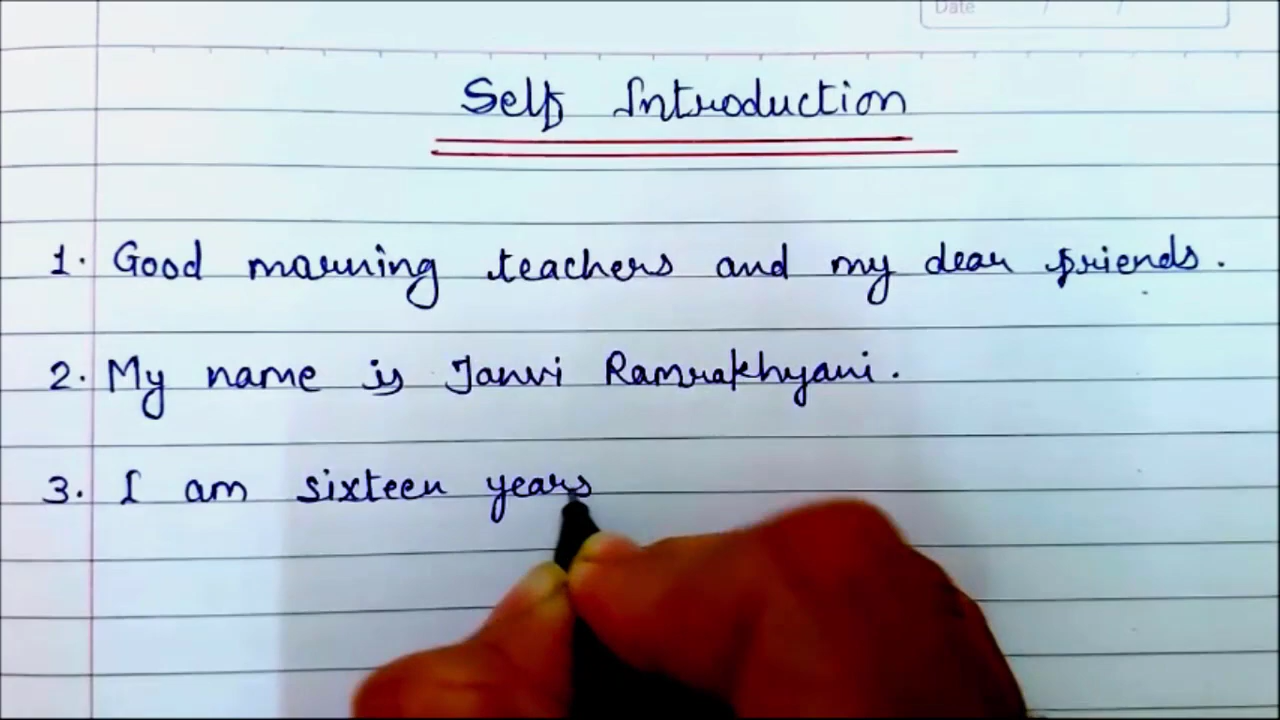 Date / /
Self Introduction
1. Good morning teachers and my dear friends.
2. My name is Janvi Ramrakhyani.
3. I am sixteen years